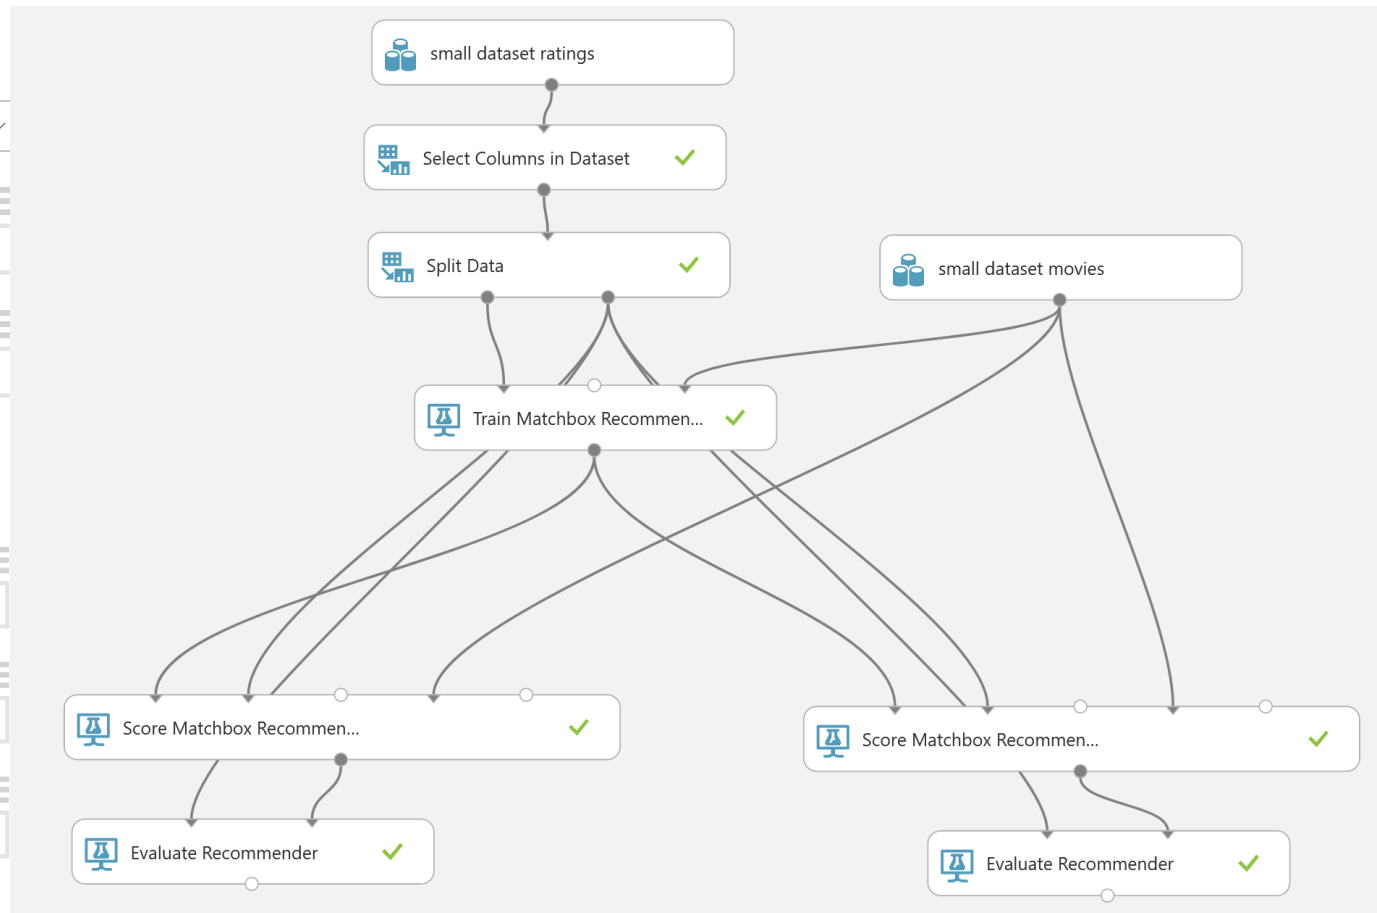 small dataset ratings
Select Columns in Dataset
Split Data
small dataset movies
Train Matchbox Recommen...
Score Matchbox Recommen...
Score Matchbox Recommen...
Evaluate Recommender
Evaluate Recommender